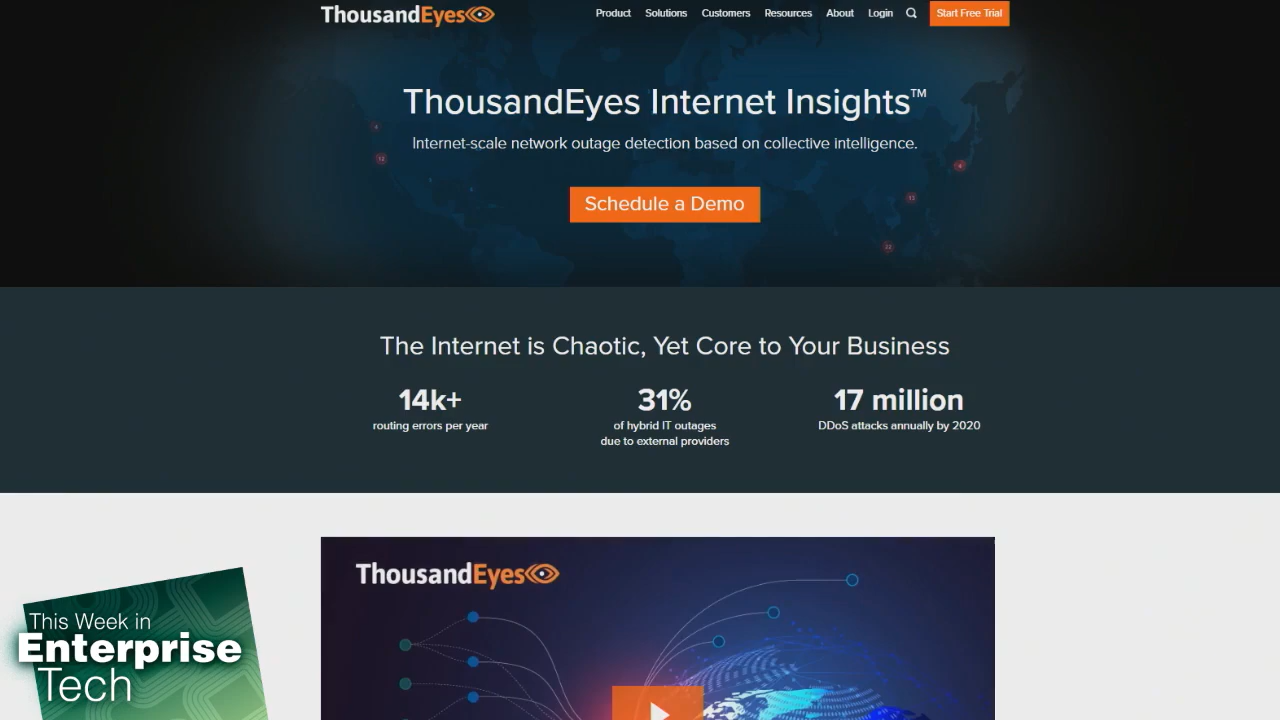 ThousandEyes
Product Solutions Customers Resources About Login Start Free Trial
ThousandEyes Internet Insights™
Internet-scale network outage detection based on collective intelligence.
Schedule a Demo
The Internet is Chaotic, Yet Core to Your Business
14k+
routing errors per year
31%
of hybrid IT outages
due to external providers
17 million
DDoS attacks annually by 2020
ThousandEyes
This Week in
Enterprise
Tech